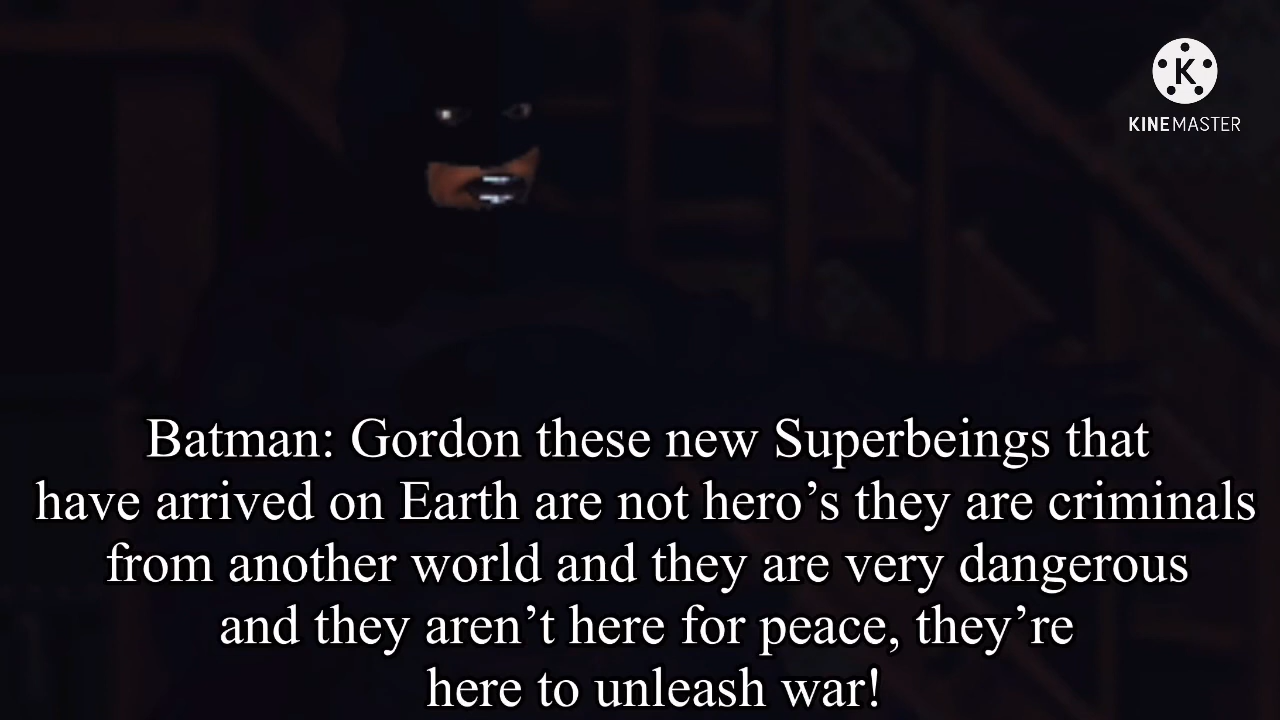 K
KINEMASTER
Batman: Gordon these new Superbeings that
have arrived on Earth are not hero’s they are criminals
from another world and they are very dangerous
and they aren’t here for peace, they’re
here to unleash war!